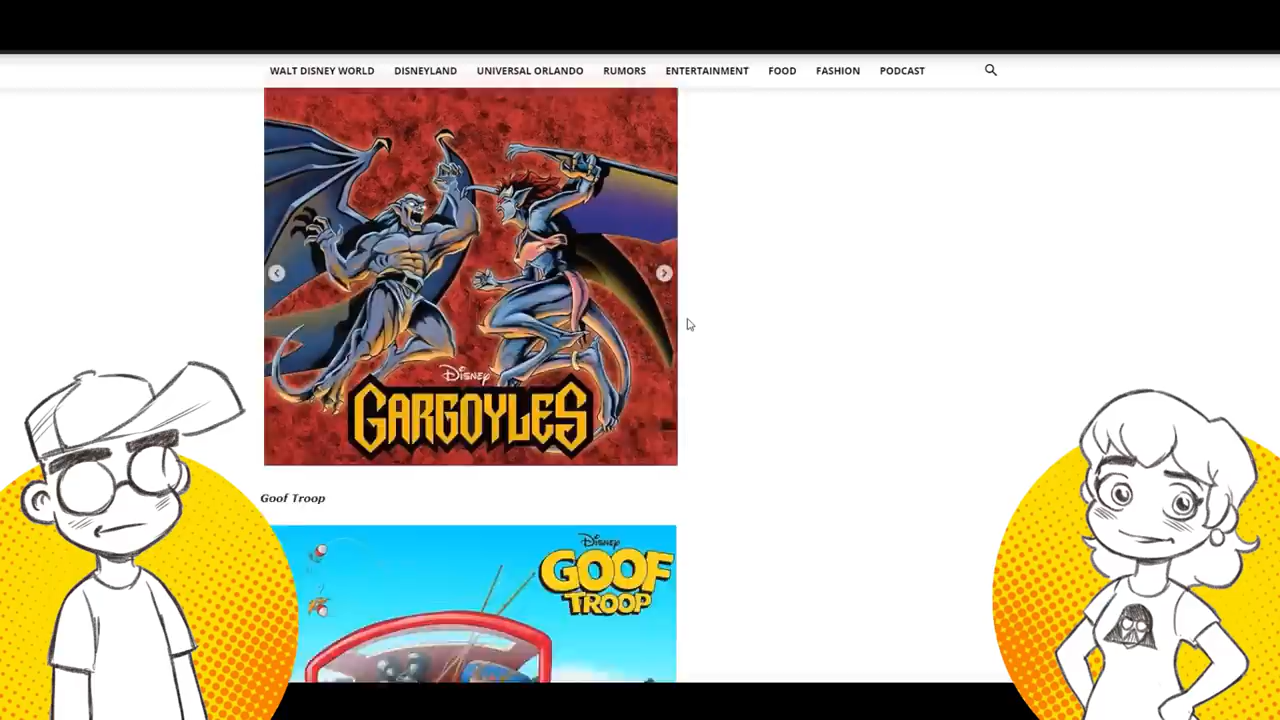 WALT DISNEY WORLD DISNEYLAND UNIVERSAL ORLANDO RUMORS ENTERTAINMENT FOOD FASHION PODCAST
Disney
GARGOYLES
Goof Troop
Disney
GOOF
TROOP